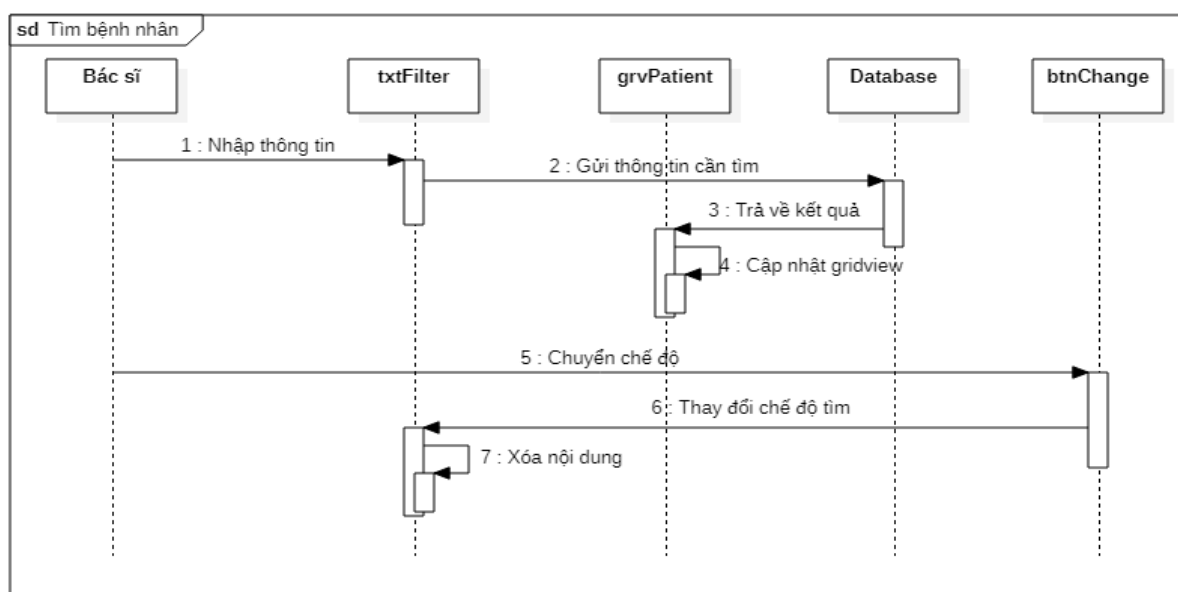 sd Tìm bệnh nhân
Bác sĩ
txtFilter
grvPatient
Database
btnChange
1 : Nhập thông tin
2 : Gửi thông tin cần tìm
3 : Trả về kết quả
4 : Cập nhật gridview
5 : Chuyển chế độ
6 : Thay đổi chế độ tìm
7 : Xóa nội dung